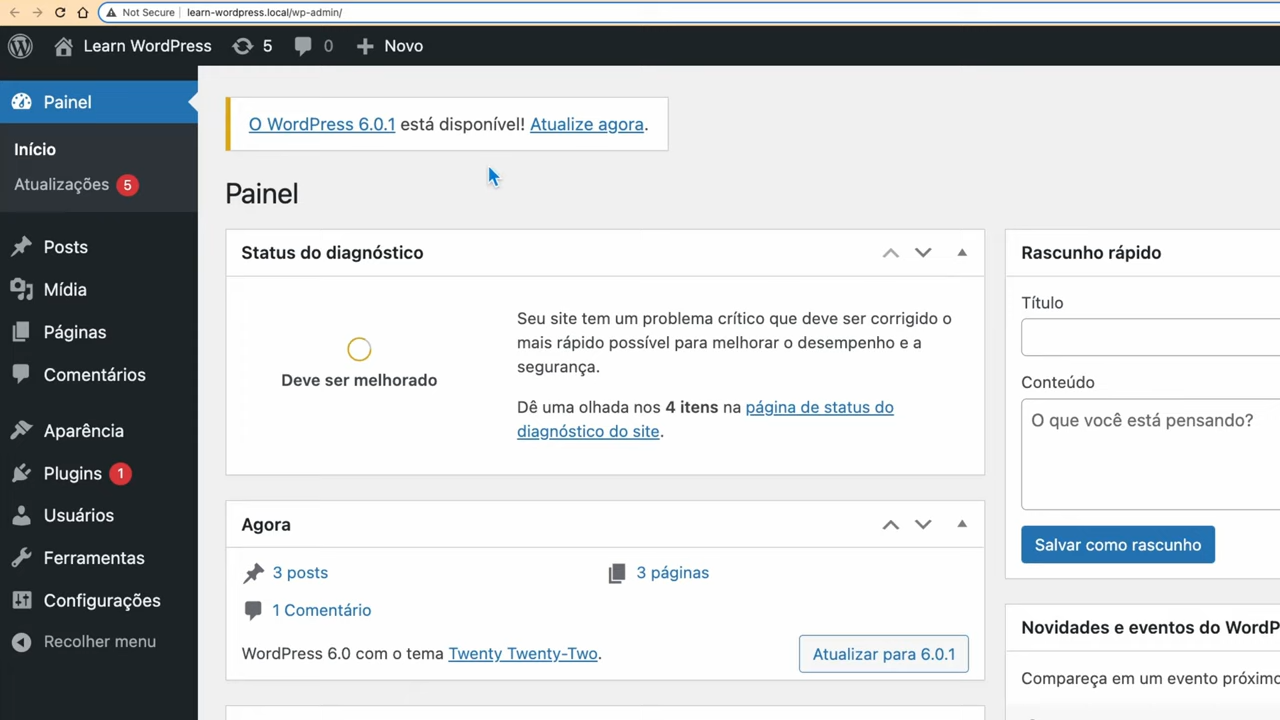 Not Secure learn-wordpress.local/wp-admin/
Learn WordPress 5 0 Novo
Painel
Início
Atualizações 5
Posts
Mídia
Páginas
Comentários
Aparência
Plugins 1
Usuários
Ferramentas
Configurações
Recolher menu
O WordPress 6.0.1 está disponível! Atualize agora.
Painel
Status do diagnóstico
Deve ser melhorado
Seu site tem um problema crítico que deve ser corrigido o
mais rápido possível para melhorar o desempenho e a
segurança.
Dê uma olhada nos 4 itens na página de status do
diagnóstico do site.
Agora
3 posts
3 páginas
1 Comentário
WordPress 6.0 com o tema Twenty Twenty-Two.
Atualizar para 6.0.1
Rascunho rápido
Título
Conteúdo
O que você está pensando?
Salvar como rascunho
Novidades e eventos do WordP
Compareça em um evento próximo